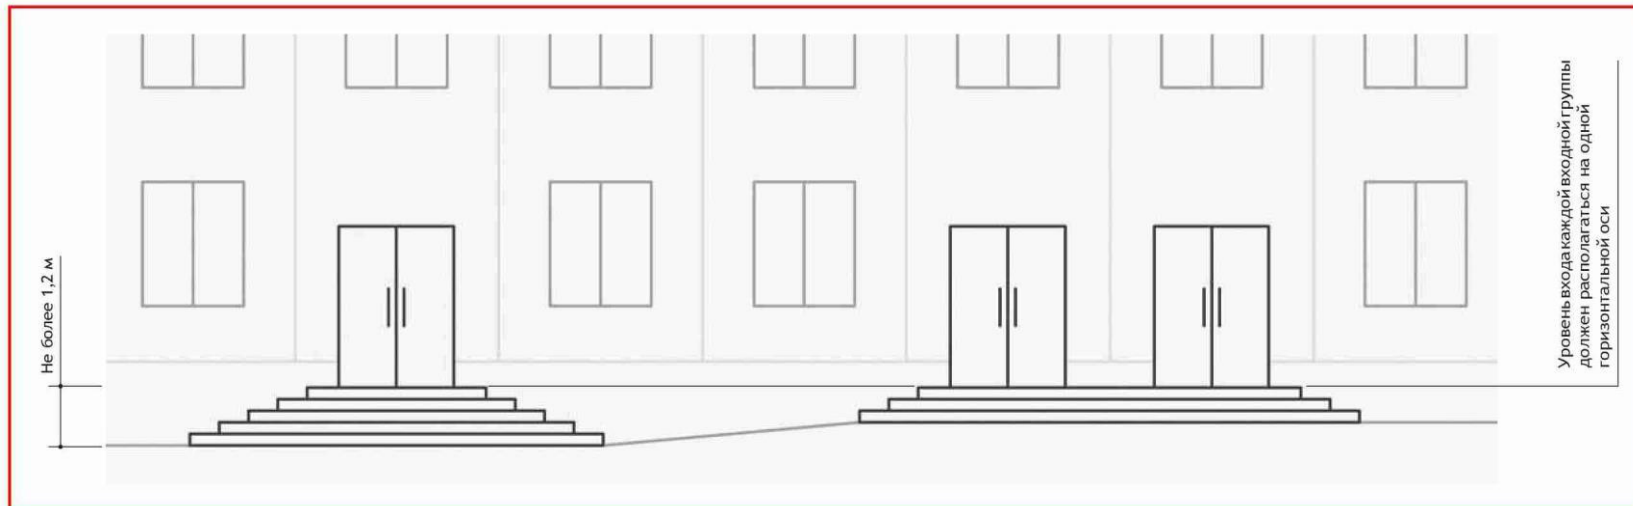 Не более 1,2 м
Уровень входа каждой входной группы
должен располагаться на одной
горизонтальной оси